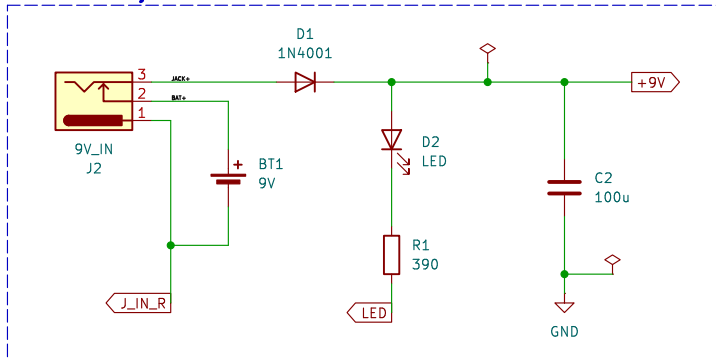 D1
1N4001
3
JACK+
2
BAT+
1
+9V
9V_IN
J2
BT1
9V
+
D2
LED
C2
100u
R1
390
J_IN_R
LED
GND